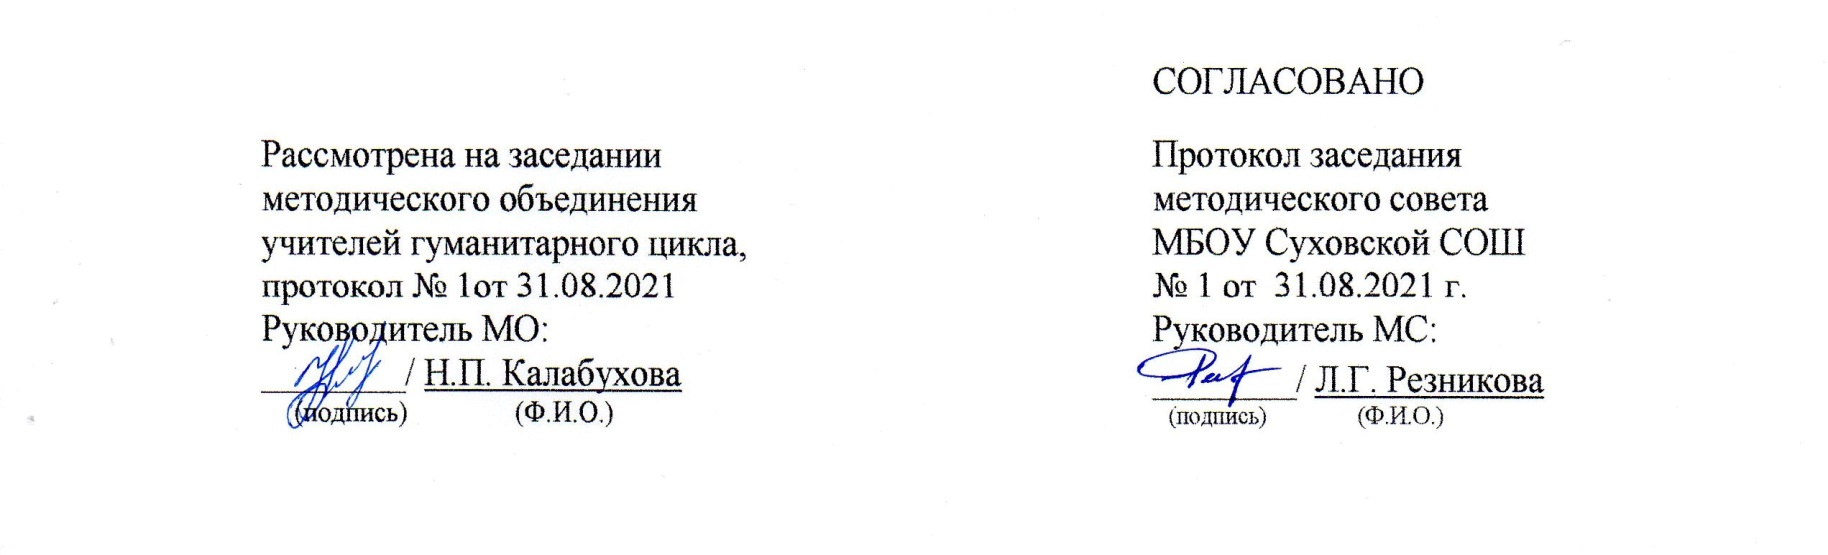 Рассмотрена на заседании
методического объединения
учителей гуманитарного цикла,
протокол № 1от 31.08.2021
Руководитель МО:
/ Н.П. Калабухова
(подпись) (Ф.И.О.)
СОГЛАСОВАНО
Протокол заседания
методического совета
МБОУ Суховской СОШ
№ 1 от 31.08.2021 г.
Руководитель МС:
/ Л.Г. Резникова
(подпись) (Ф.И.О.)